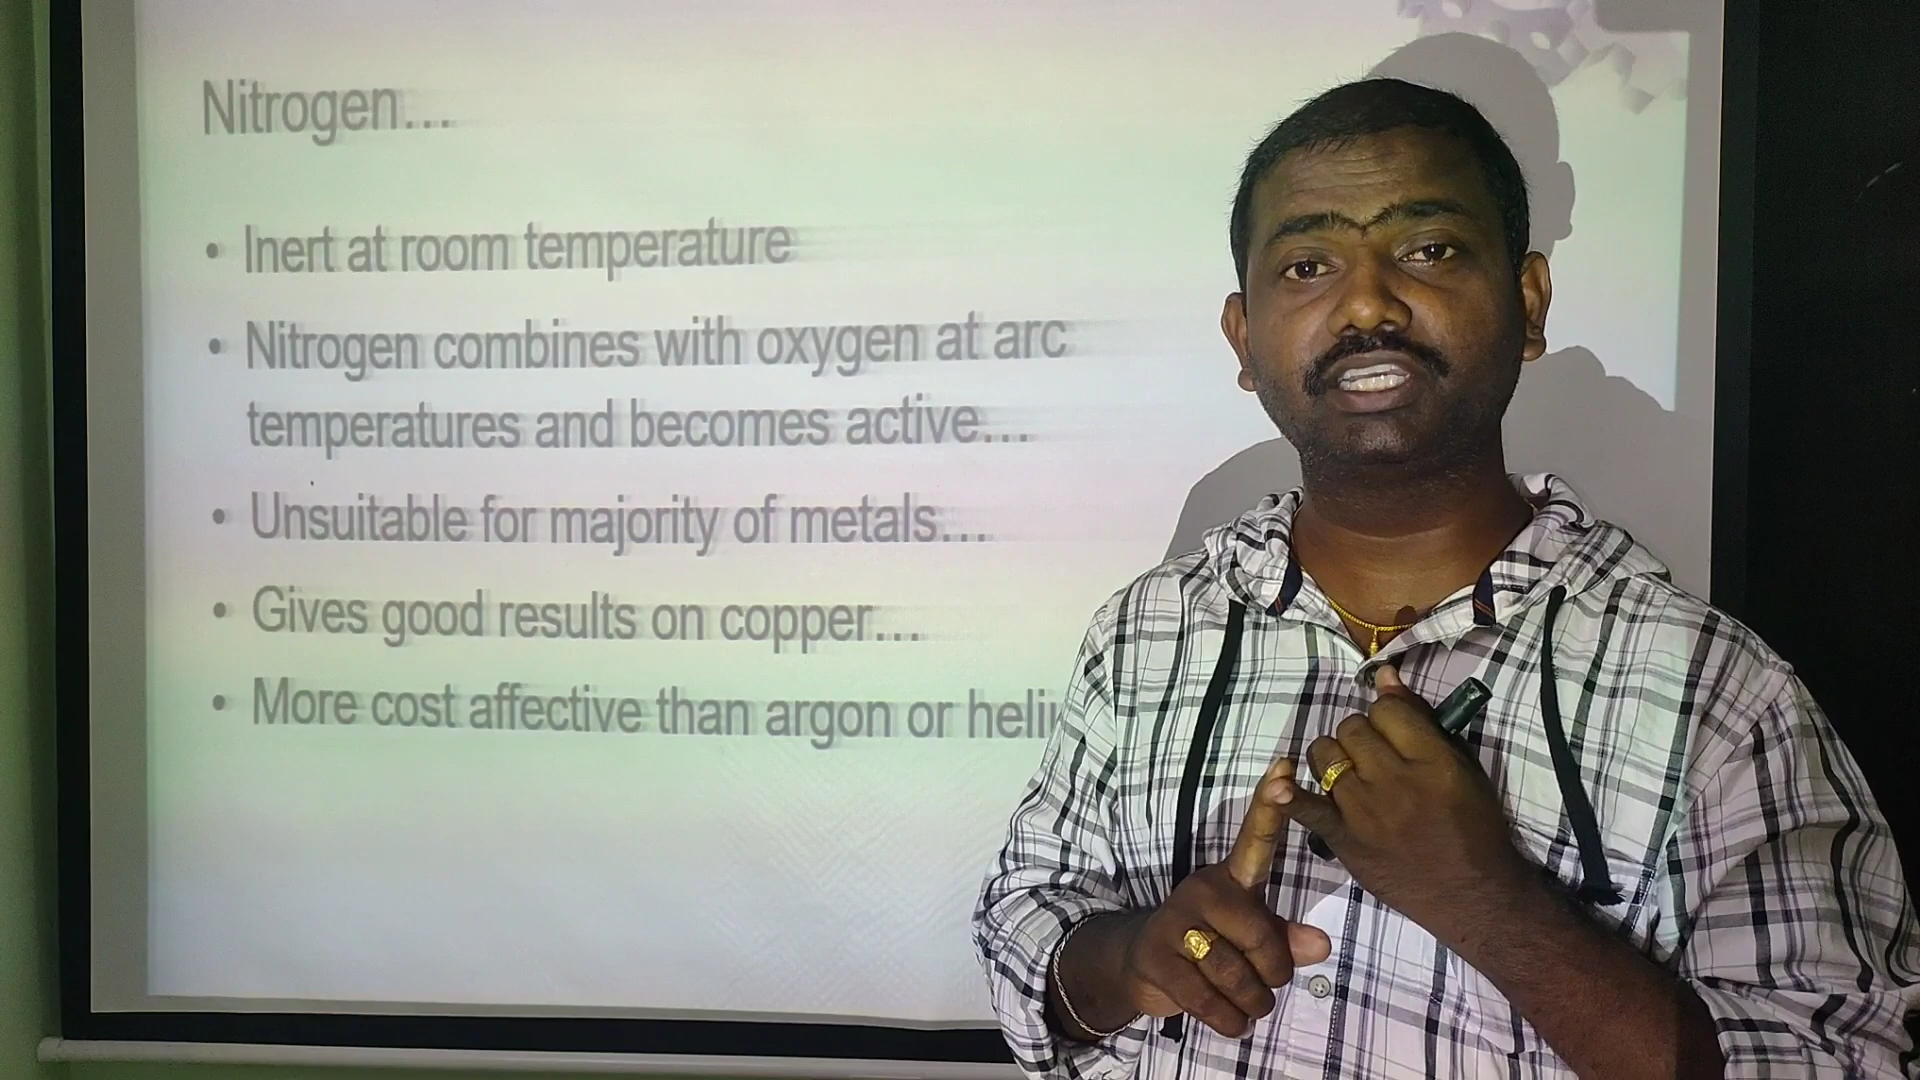 Nitrogen...
• Inert at room temperature
• Nitrogen combines with oxygen at arc
temperatures and becomes active...
• Unsuitable for majority of metals...
• Gives good results on copper....
• More cost affective than argon or